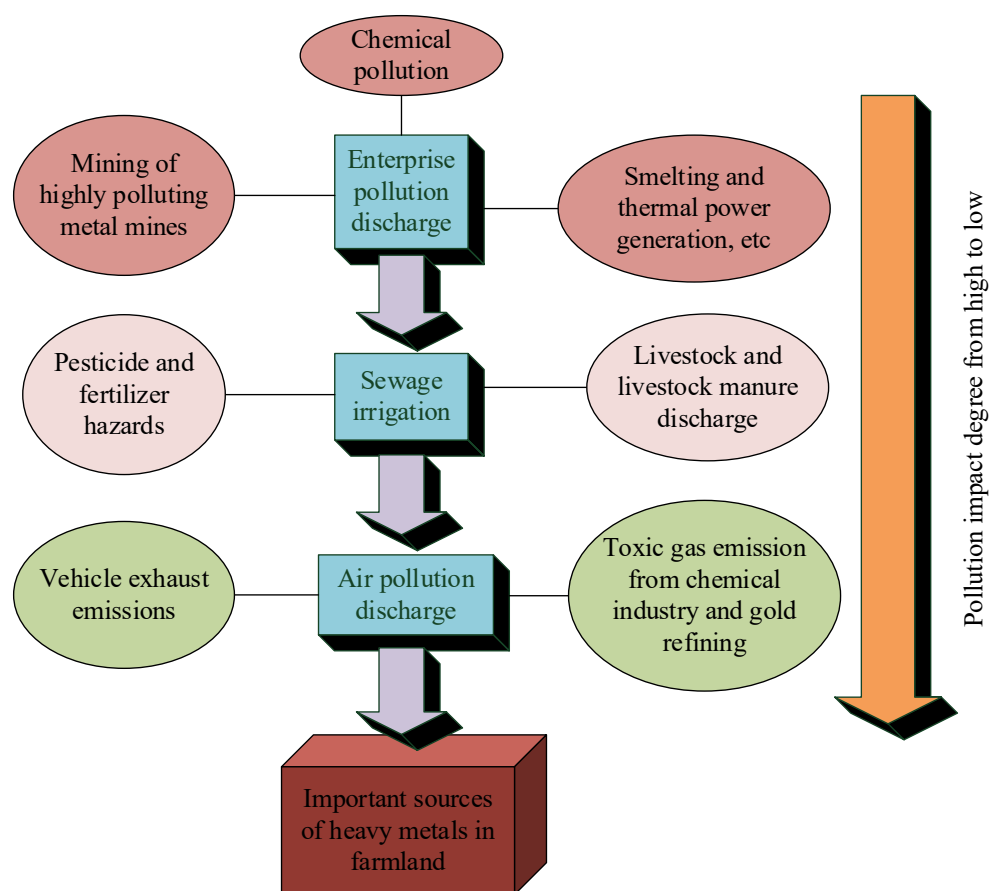 Chemical
pollution
Mining of
highly polluting
metal mines
Enterprise
pollution
discharge
Smelting and
thermal power
generation, etc
Pesticide and
fertilizer
hazards
Sewage
irrigation
Livestock and
livestock manure
discharge
Vehicle exhaust
emissions
Air pollution
discharge
Toxic gas emission
from chemical
industry and gold
refining
Important sources
of heavy metals in
farmland
Pollution impact degree from high to low